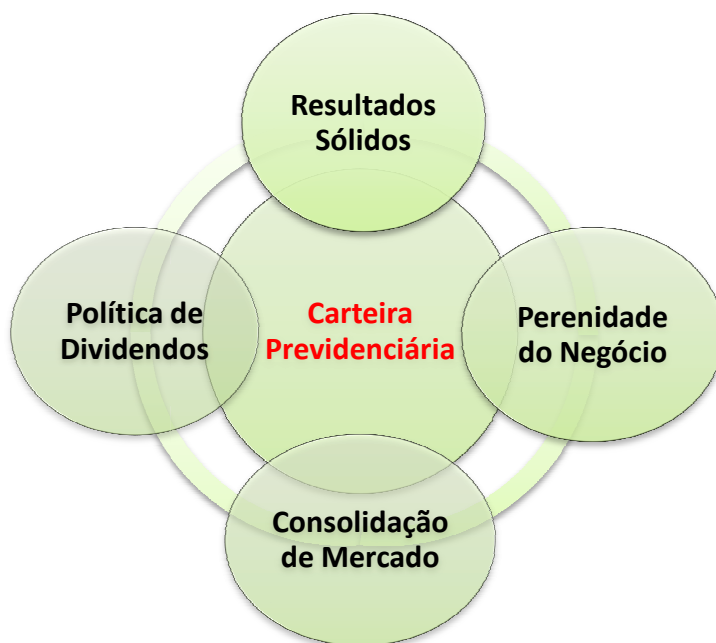 Resultados
Sólidos
Política de
Dividendos
Carteira
Previdenciária
Perenidade
do Negócio
Consolidação
de Mercado